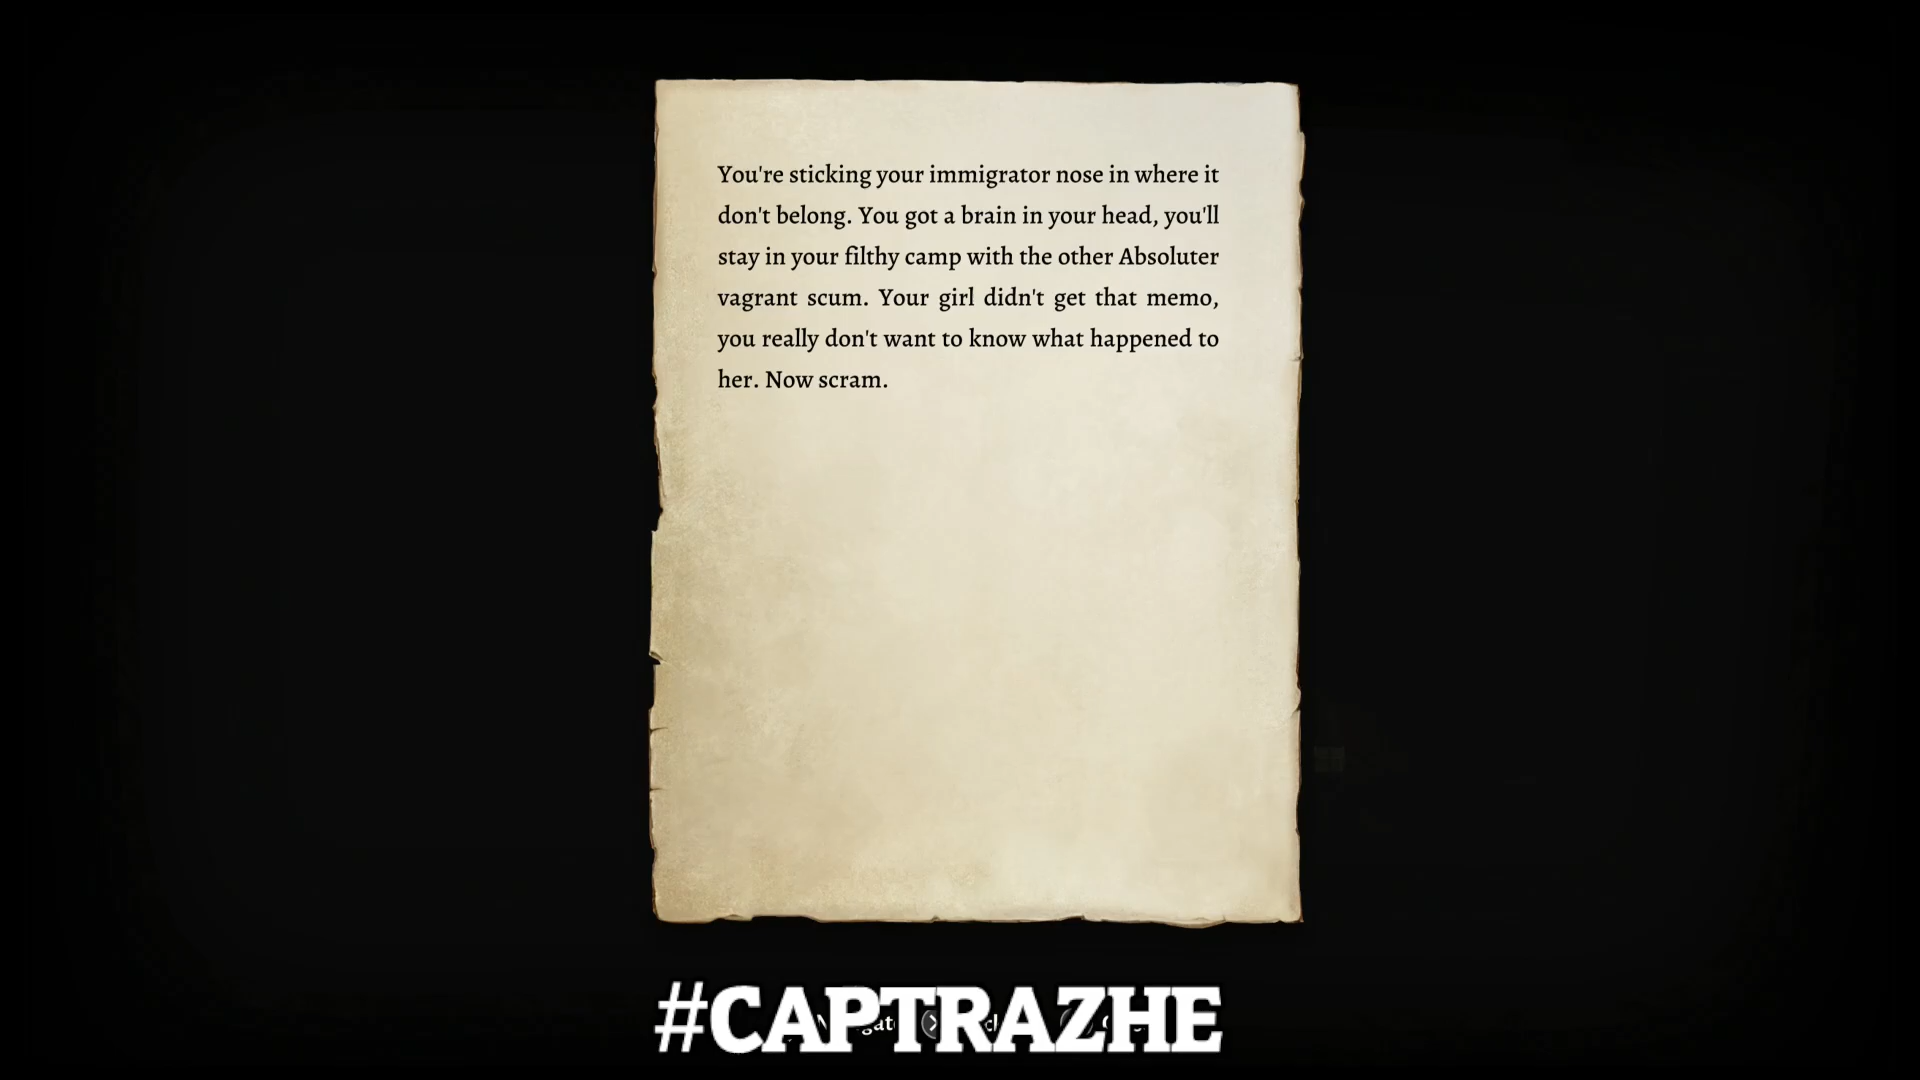 You're sticking your immigrator nose in where it
don't belong. You got a brain in your head, you'll
stay in your filthy camp with the other Absoluter
vagrant scum. Your girl didn't get that memo,
you really don't want to know what happened to
her. Now scram.
#CAPTRAZHE